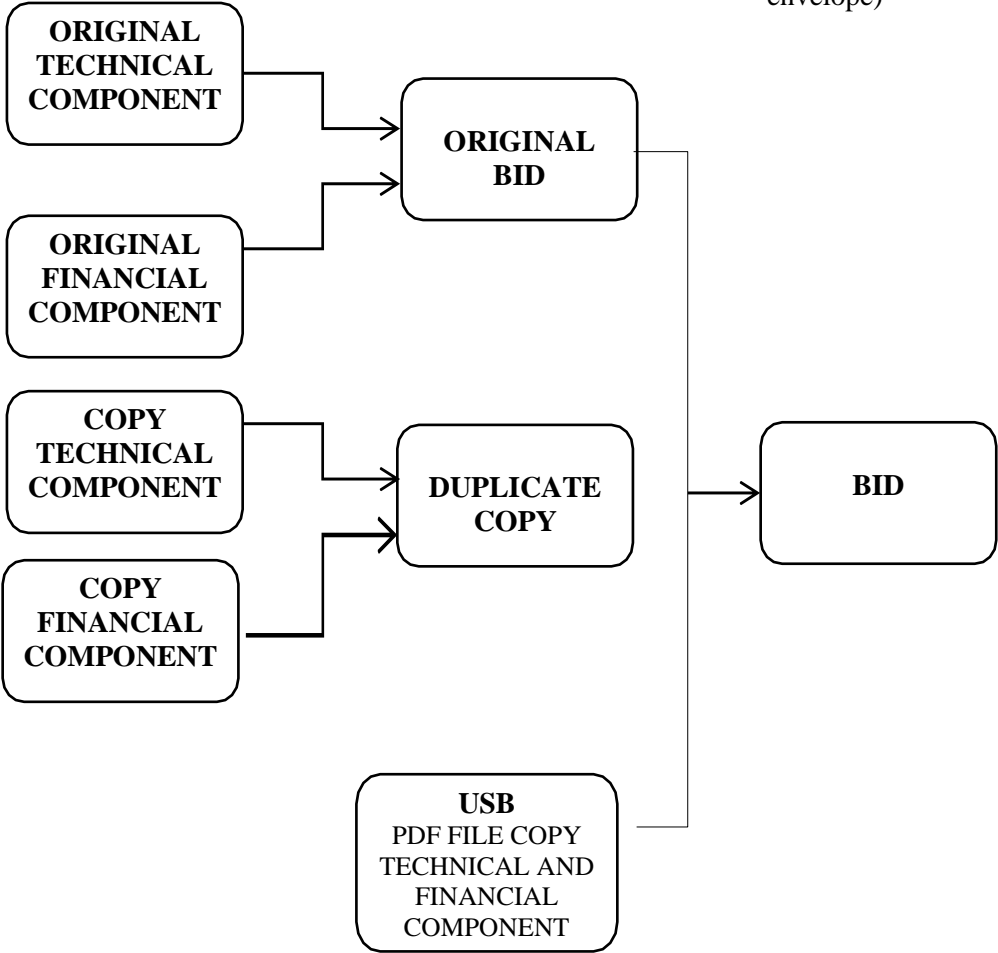 envelope)
ORIGINAL
TECHNICAL
COMPONENT
ORIGINAL
BID
ORIGINAL
FINANCIAL
COMPONENT
COPY
TECHNICAL
COMPONENT
DUPLICATE
COPY
BID
COPY
FINANCIAL
COMPONENT
USB
PDF FILE COPY
TECHNICAL AND
FINANCIAL
COMPONENT